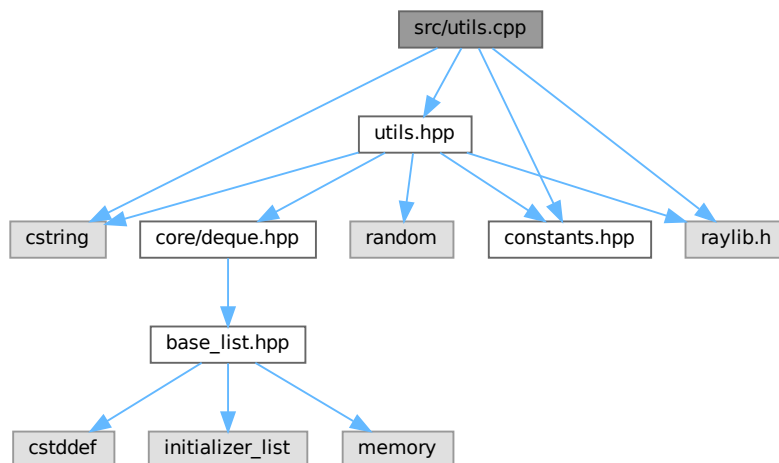 src/utils.cpp
utils.hpp
cstring
core/deque.hpp
random
constants.hpp
raylib.h
base_list.hpp
cstddef
initializer_list
memory